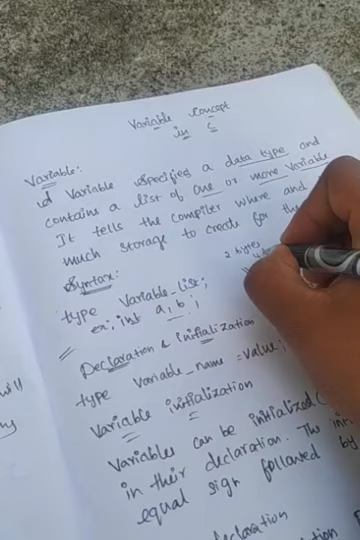 Variable Concept
in C
Variable:
A Variable specifies a data type and
contains a list of one or more variable
It tells the compiler where and
much storage to create for the
2 bytes
Syntax:
type Variable_list;
ex: int a, b;
Declaration & initialization
type Variable_name = Value;
Variable initialization
Variables can be initialized
in their declaration. The
equal sign followed by